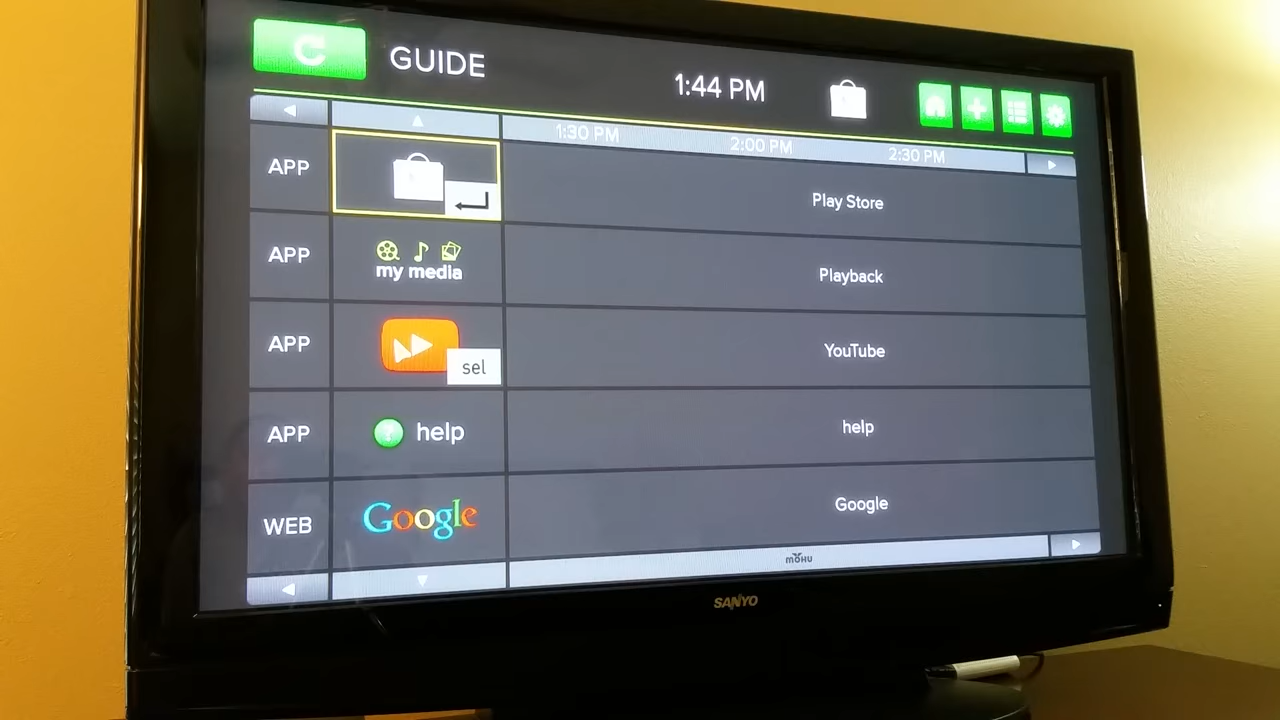 GUIDE
1:44 PM
1:30 PM
2:00 PM
2:30 PM
APP
Play Store
APP
my media
Playback
APP
sel
YouTube
APP
? help
help
WEB
Google
Google
mohu
SANYO